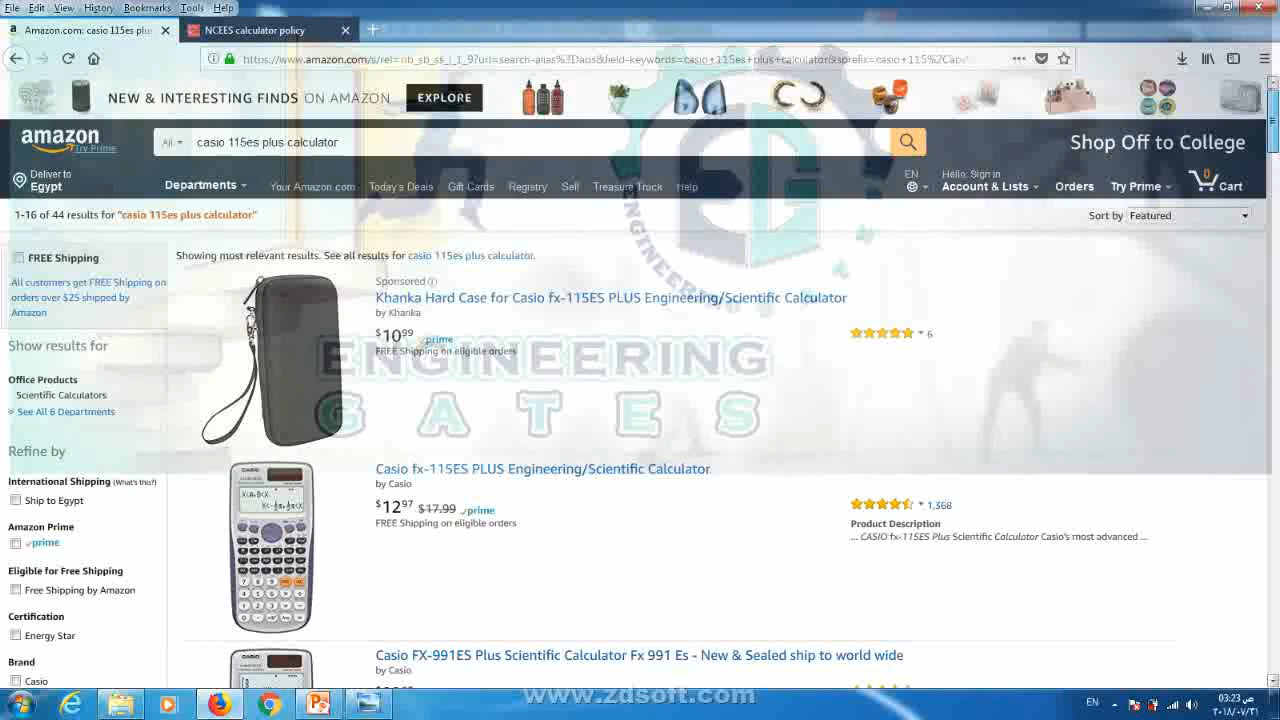 File Edit View History Bookmarks Tools Help
Amazon.com: casio 115es plus
NCEES calculator policy
NEW & INTERESTING FINDS ON AMAZON
EXPLORE
amazon
Try Prime
All
casio 115es plus calculator
Shop Off to College
Deliver to
Egypt
Departments
Your Amazon.com
Today's Deals
Gift Cards
Registry
Sell
Treasure Truck
Help
EN
Hello. Sign in
Account & Lists
Orders
Try Prime
0
Cart
1-16 of 44 results for "casio 115es plus calculator"
Sort by Featured
FREE Shipping
All customers get FREE Shipping on
orders over $25 shipped by
Amazon
Show results for
Office Products
Scientific Calculators
See All 6 Departments
Refine by
International Shipping (What's this?)
Ship to Egypt
Amazon Prime
prime
Eligible for Free Shipping
Free Shipping by Amazon
Certification
Energy Star
Brand
Casio
Showing most relevant results. See all results for casio 115es plus calculator.
Sponsored
Khanka Hard Case for Casio fx-115ES PLUS Engineering/Scientific Calculator
by Khanka
$10.99 prime
FREE Shipping on eligible orders
6
ENGINEERING
GATES
Casio fx-115ES PLUS Engineering/Scientific Calculator
by Casio
$12.97 $17.99 prime
FREE Shipping on eligible orders
1,368
Product Description
... CASIO fx-115ES Plus Scientific Calculator Casio's most advanced ...
Casio FX-991ES Plus Scientific Calculator Fx 991 Es - New & Sealed ship to world wide
by Casio
www.zdsoft.com
EN
03:23 ص
٢٠١٨/٠٧/٣١